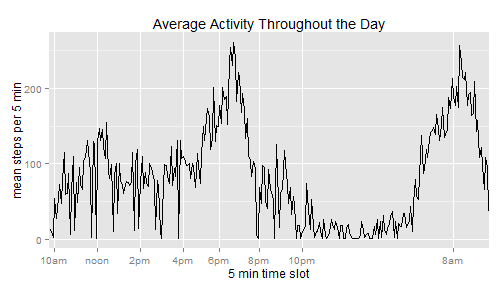 Average Activity Throughout the Day
mean steps per 5 min
200
100
0
10am noon 2pm 4pm 6pm 8pm 10pm 8am
5 min time slot